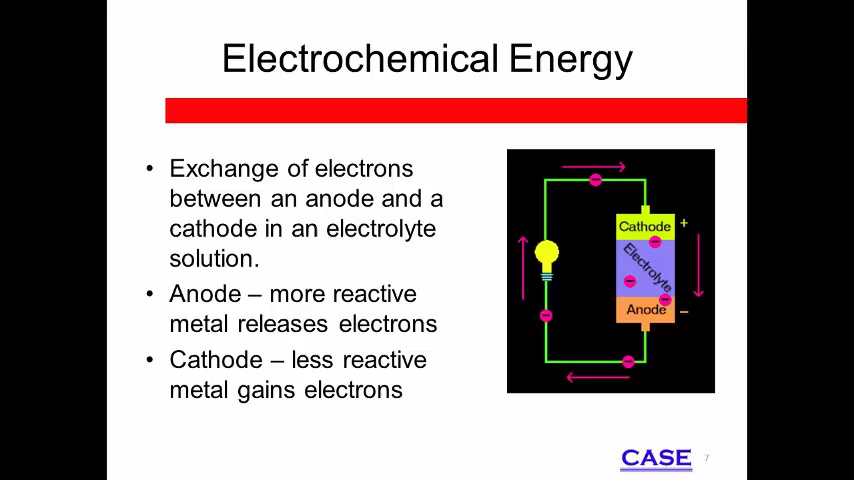 Electrochemical Energy
• Exchange of electrons
between an anode and a
cathode in an electrolyte
solution.
• Anode – more reactive
metal releases electrons
• Cathode – less reactive
metal gains electrons
Cathode +
Electrolyte
Anode –
CASE
7